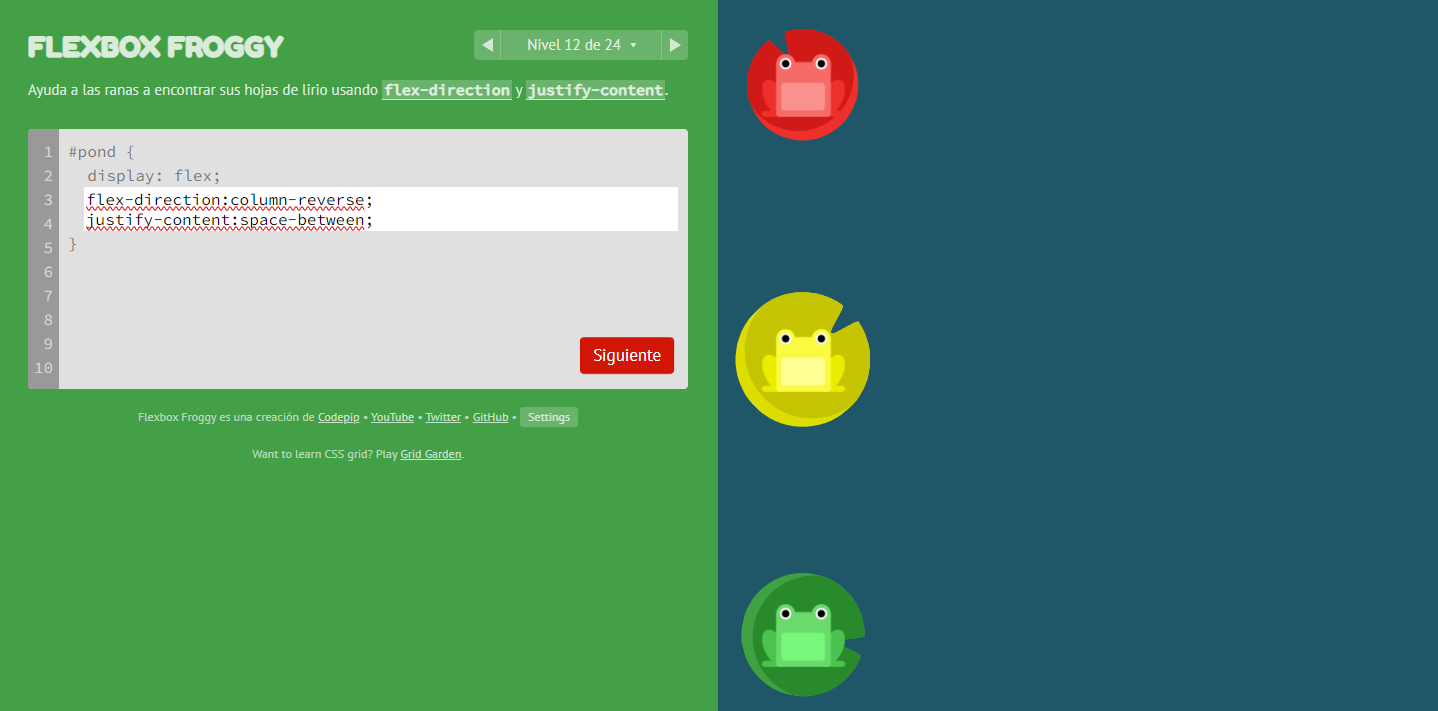 FLEXBOX FROGGY
Nivel 12 de 24
Ayuda a las ranas a encontrar sus hojas de lirio usando flex-direction y justify-content.
1 #pond {
2 display: flex;
3 flex-direction:column-reverse;
4 justify-content:space-between;
5 }
6
7
8
9
10
Siguiente
Flexbox Froggy es una creación de Codepip • YouTube • Twitter • GitHub • Settings
Want to learn CSS grid? Play Grid Garden.